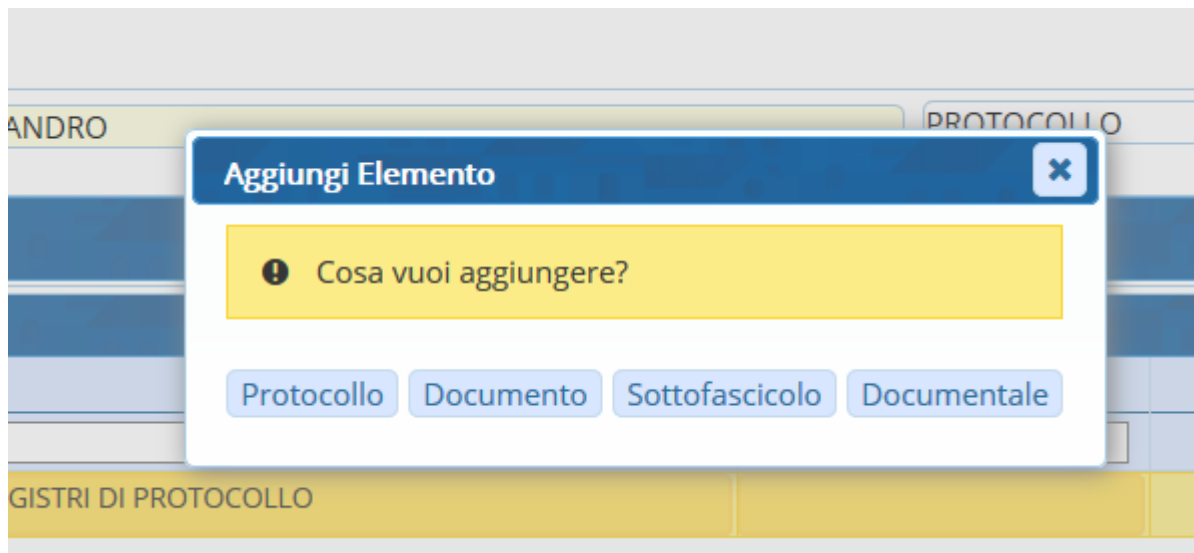 ANDRO
PROTOCOLLO
Aggiungi Elemento
Cosa vuoi aggiungere?
Protocollo Documento Sottofascicolo Documentale
GISTRI DI PROTOCOLLO